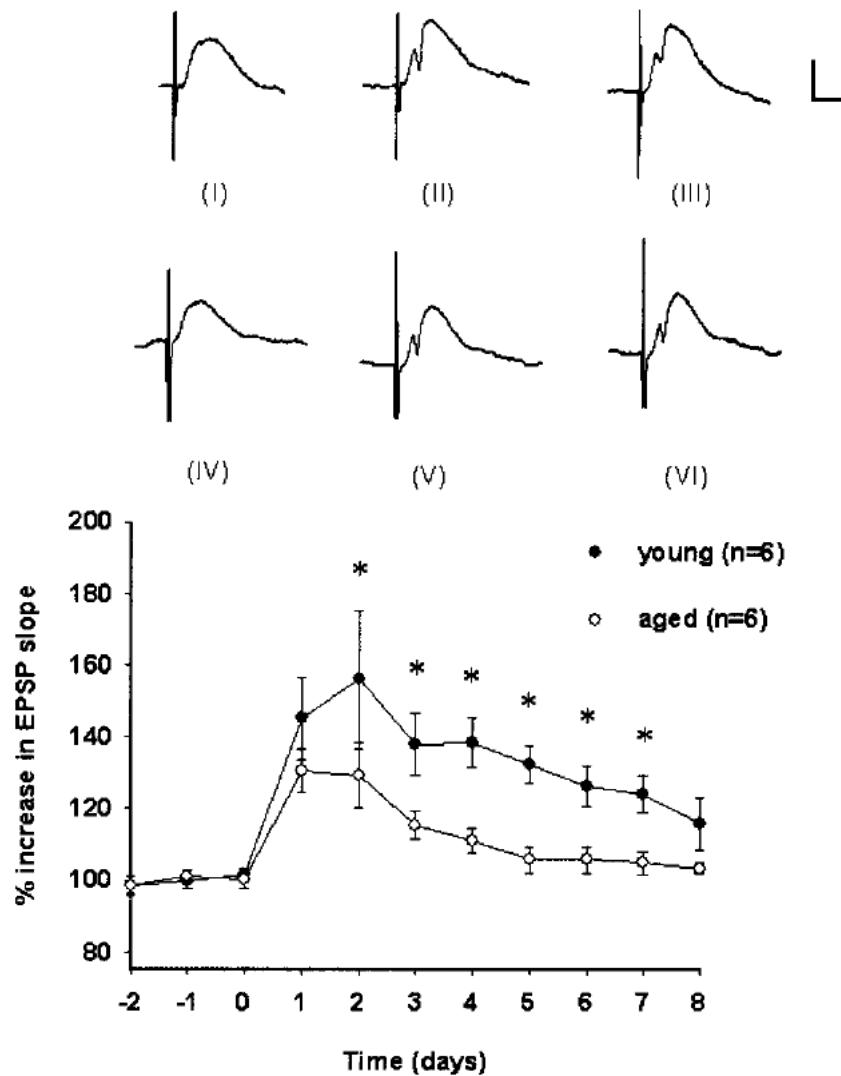 (I) (II) (III)
(IV) (V) (VI)
% increase in EPSP slope
200
180
160
140
120
100
80
young (n=6)
aged (n=6)
* * * * * *
-2 -1 0 1 2 3 4 5 6 7 8
Time (days)